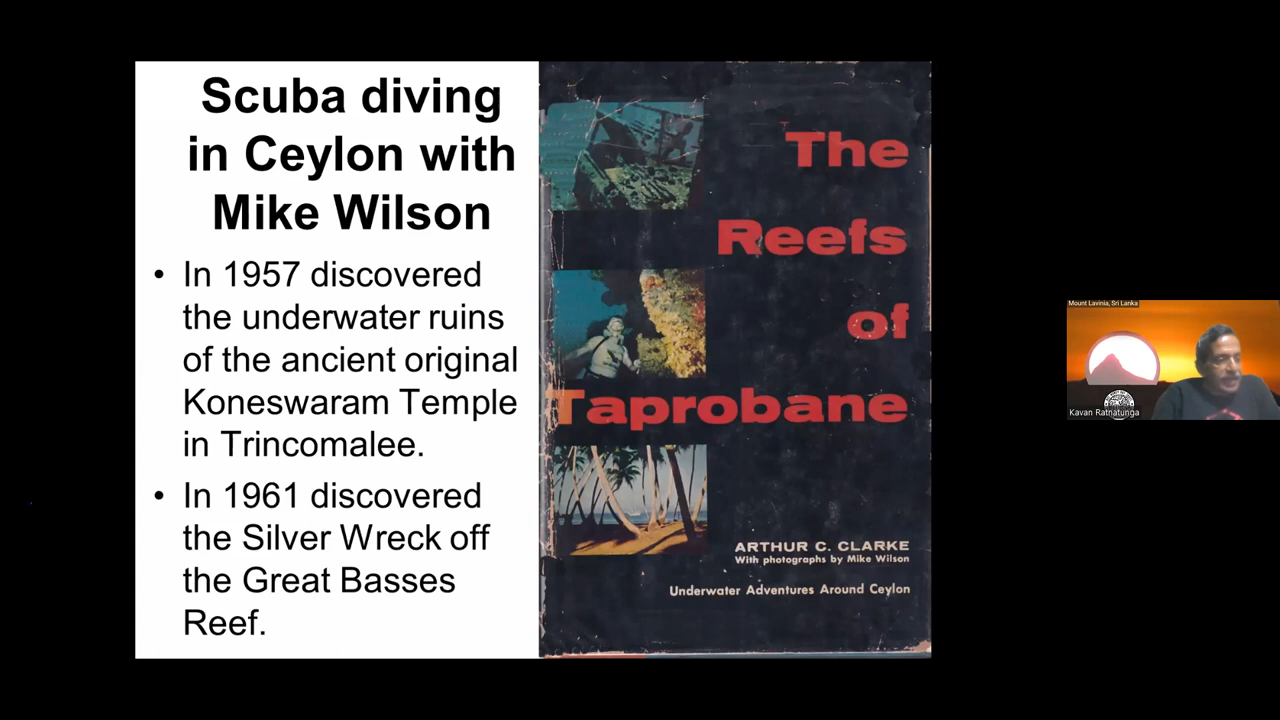 Scuba diving
in Ceylon with
Mike Wilson
• In 1957 discovered
the underwater ruins
of the ancient original
Koneswaram Temple
in Trincomalee.
• In 1961 discovered
the Silver Wreck off
the Great Basses
Reef.
The
Reefs
of
Taprobane
ARTHUR C. CLARKE
With photographs by Mike Wilson
Underwater Adventures Around Ceylon
Mount Lavinia, Sri Lanka
Kavan Ratnatunga